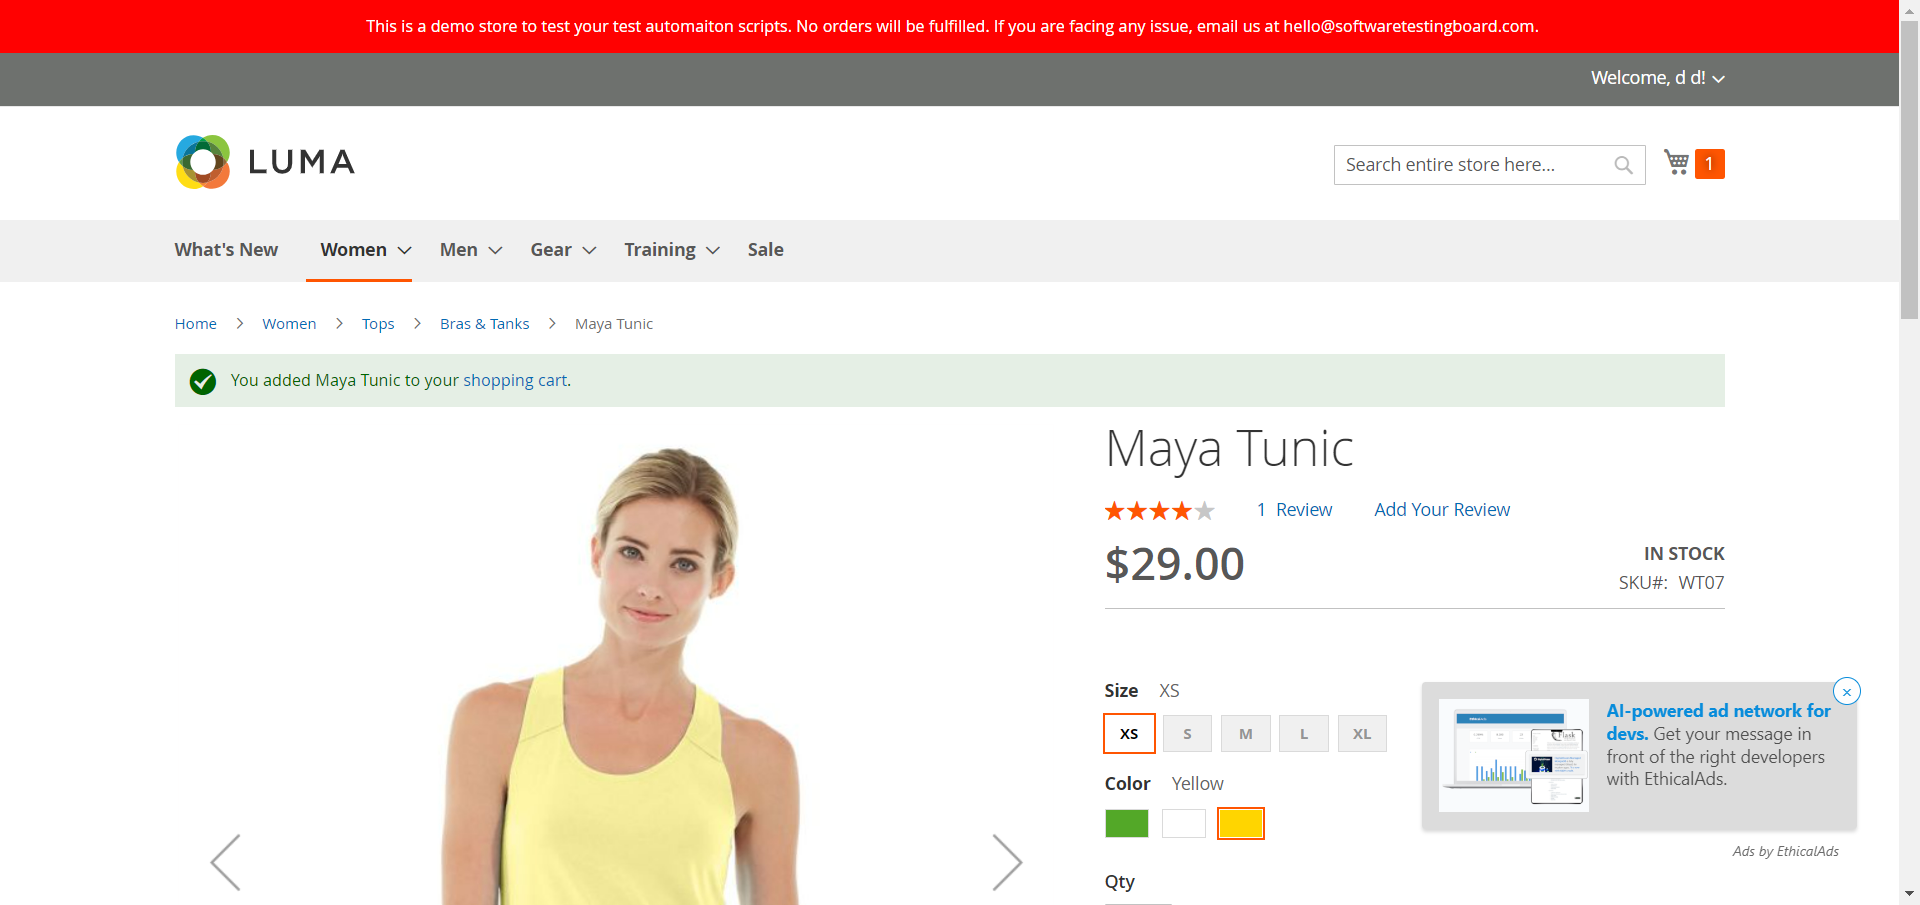 This is a demo store to test your test automaiton scripts. No orders will be fulfilled. If you are facing any issue, email us at hello@softwaretestingboard.com.
Welcome, d d!
LUMA
Search entire store here...
1
What's New
Women
Men
Gear
Training
Sale
Home
Women
Tops
Bras & Tanks
Maya Tunic
You added Maya Tunic to your shopping cart.
Maya Tunic
1 Review
Add Your Review
$29.00
IN STOCK
SKU#: WT07
Size XS
XS
S
M
L
XL
Color Yellow
Qty
AI-powered ad network for
devs. Get your message in
front of the right developers
with EthicalAds.
Ads by EthicalAds